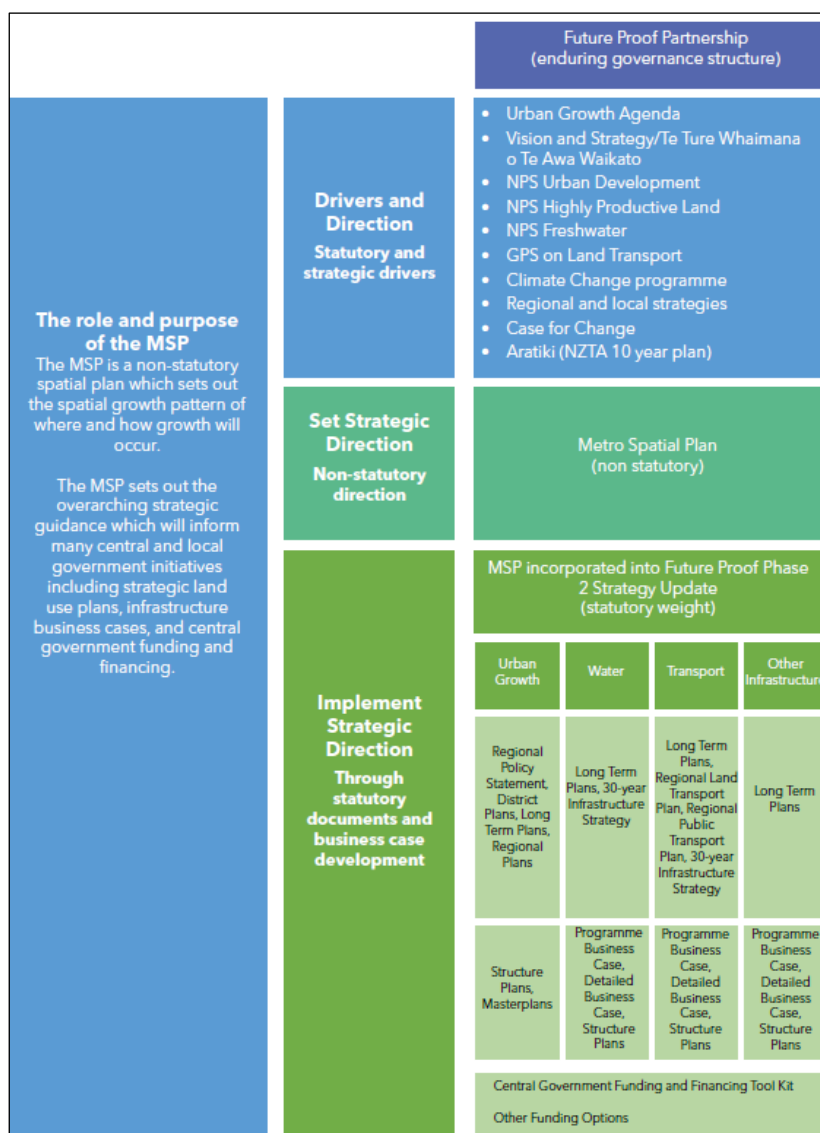 Future Proof Partnership
(enduring governance structure)
The role and purpose
of the MSP
The MSP is a non-statutory
spatial plan which sets out
the spatial growth pattern of
where and how growth will
occur.
The MSP sets out the
overarching strategic
guidance which will inform
many central and local
government initiatives
including strategic land
use plans, infrastructure
business cases, and central
government funding and
financing.
Drivers and
Direction
Statutory and
strategic drivers
• Urban Growth Agenda
• Vision and Strategy/Te Ture Whaimana
o Te Awa Waikato
• NPS Urban Development
• NPS Highly Productive Land
• NPS Freshwater
• GPS on Land Transport
• Climate Change programme
• Regional and local strategies
• Case for Change
• Aratiki (NZTA 10 year plan)
Set Strategic
Direction
Non-statutory
direction
Metro Spatial Plan
(non statutory)
Implement
Strategic
Direction
Through
statutory
documents and
business case
development
MSP incorporated into Future Proof Phase
2 Strategy Update
(statutory weight)
Urban
Growth
Water
Transport
Other
Infrastructure
Regional
Policy
Statement,
District
Plans, Long
Term Plans,
Regional
Plans
Long Term
Plans, 30-year
Infrastructure
Strategy
Long Term
Plans,
Regional Land
Transport
Plan, Regional
Public
Transport
Plan, 30-year
Infrastructure
Strategy
Long Term
Plans
Structure
Plans,
Masterplans
Programme
Business
Case,
Detailed
Business
Case,
Structure
Plans
Programme
Business
Case,
Detailed
Business
Case,
Structure
Plans
Programme
Business
Case,
Detailed
Business
Case,
Structure
Plans
Central Government Funding and Financing Tool Kit
Other Funding Options